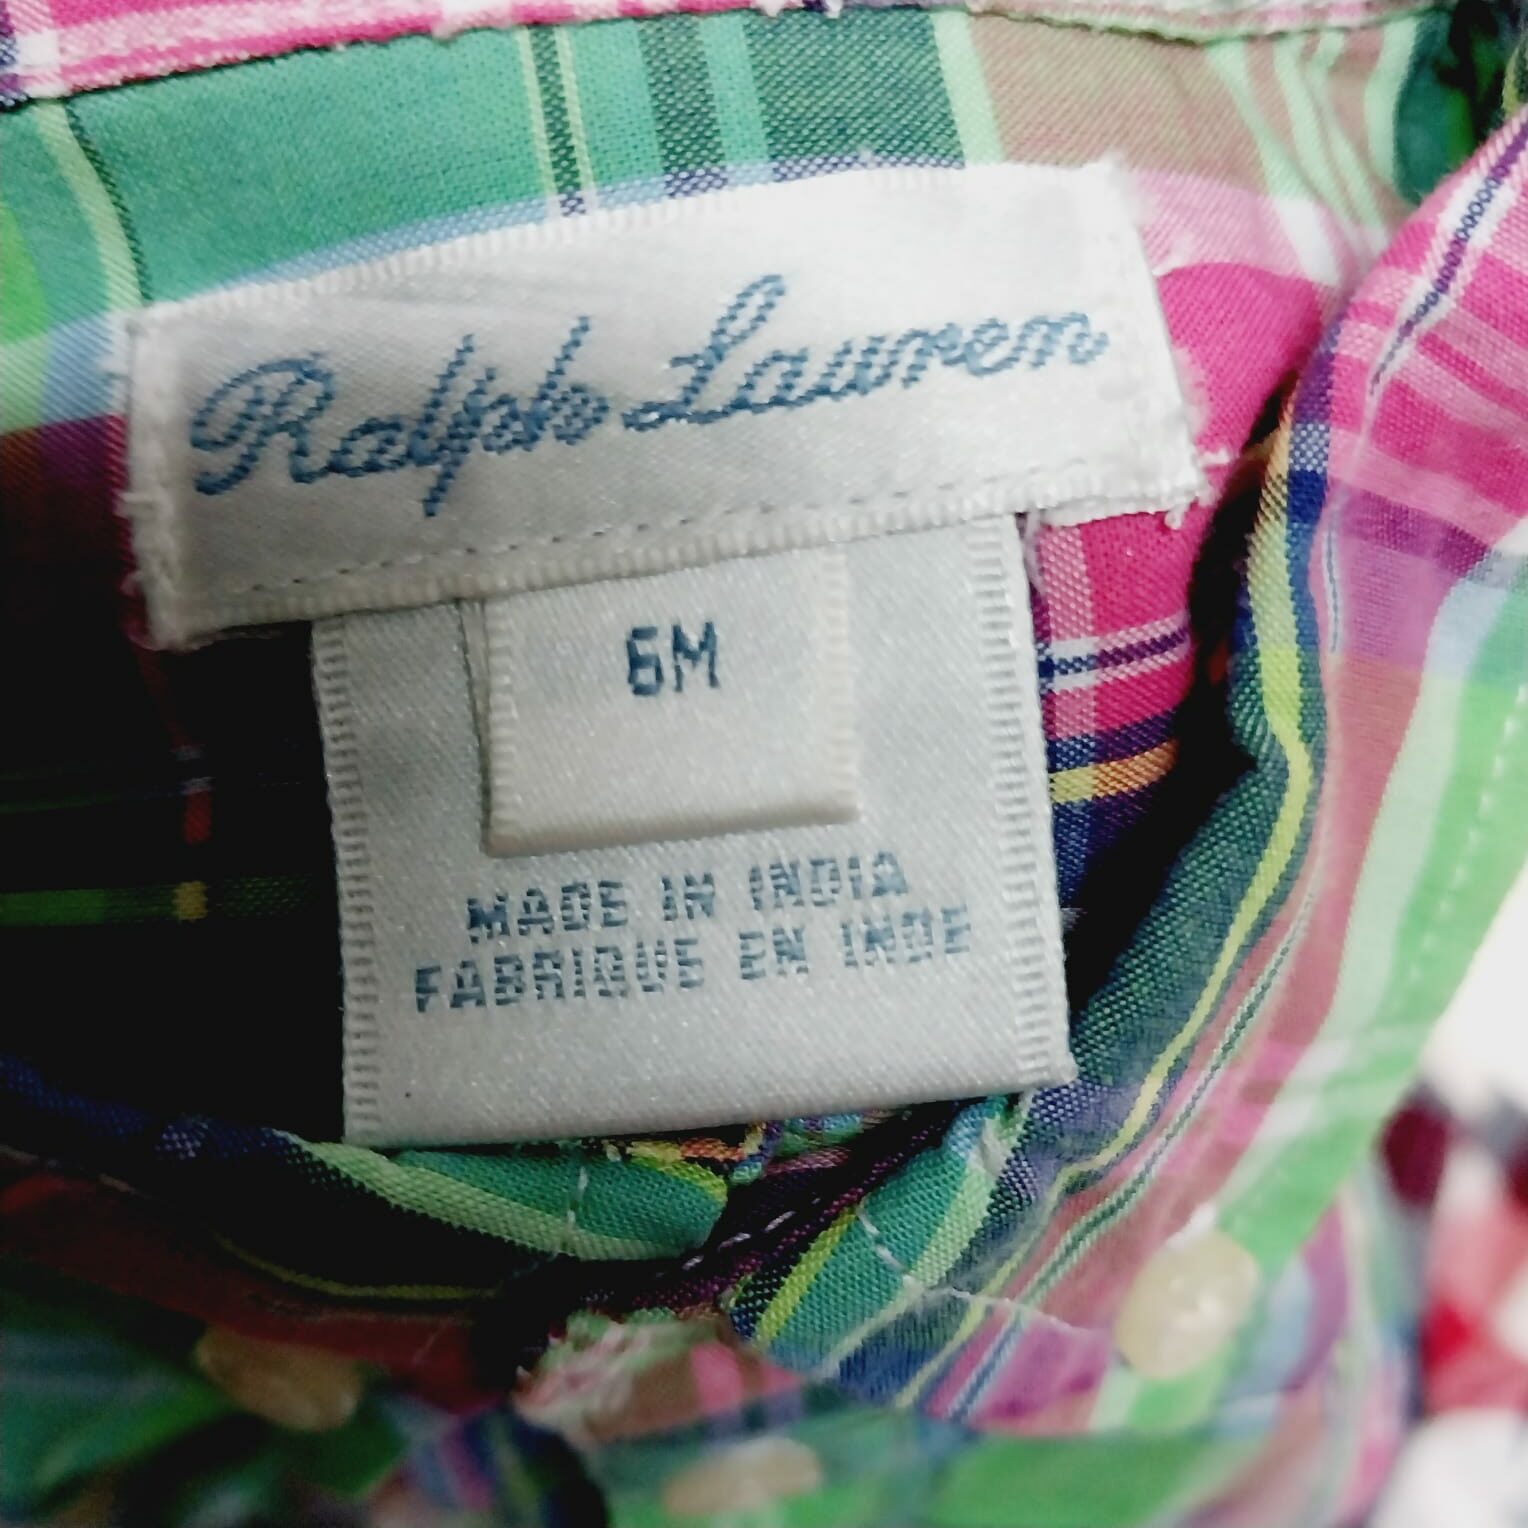 Ralph Lauren
6M
MADE IN INDIA
FABRIQUE EN INDE